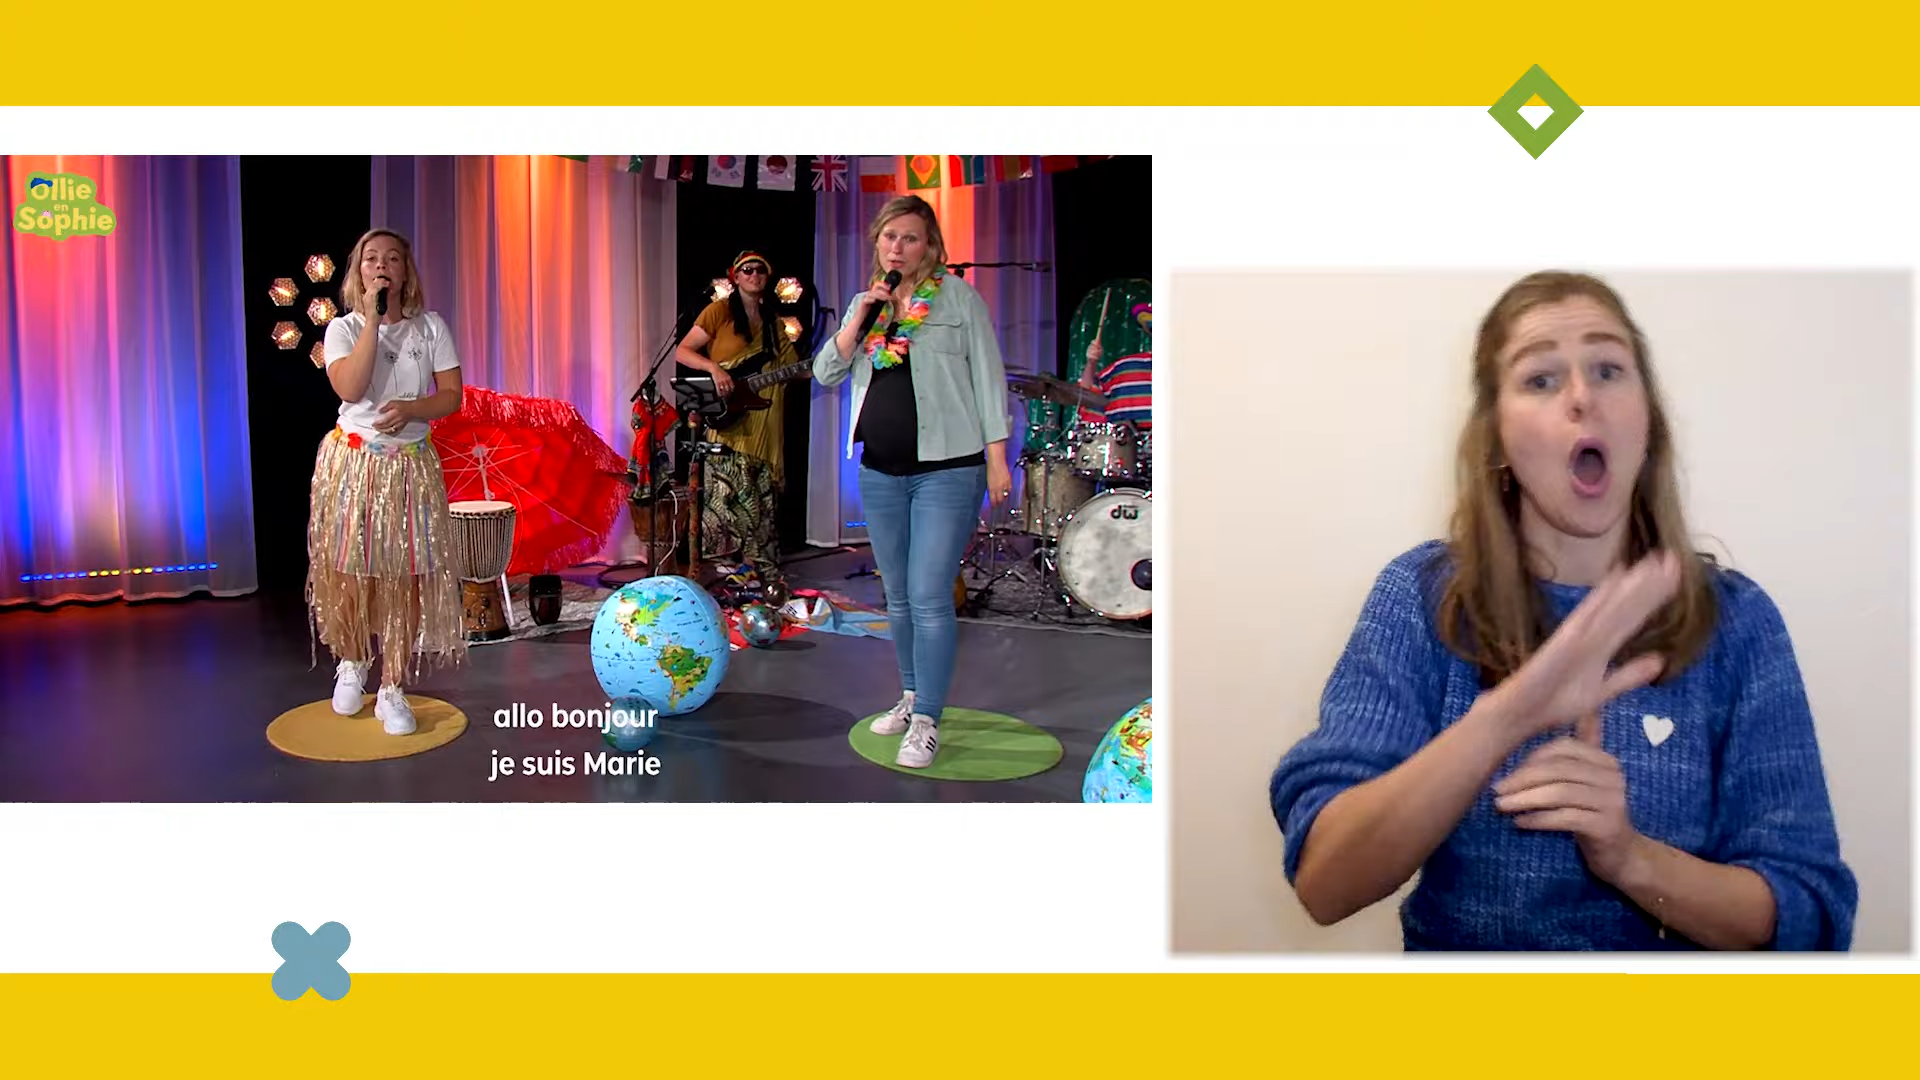 Ollie
en
Sophie
dw
allo bonjour
je suis Marie